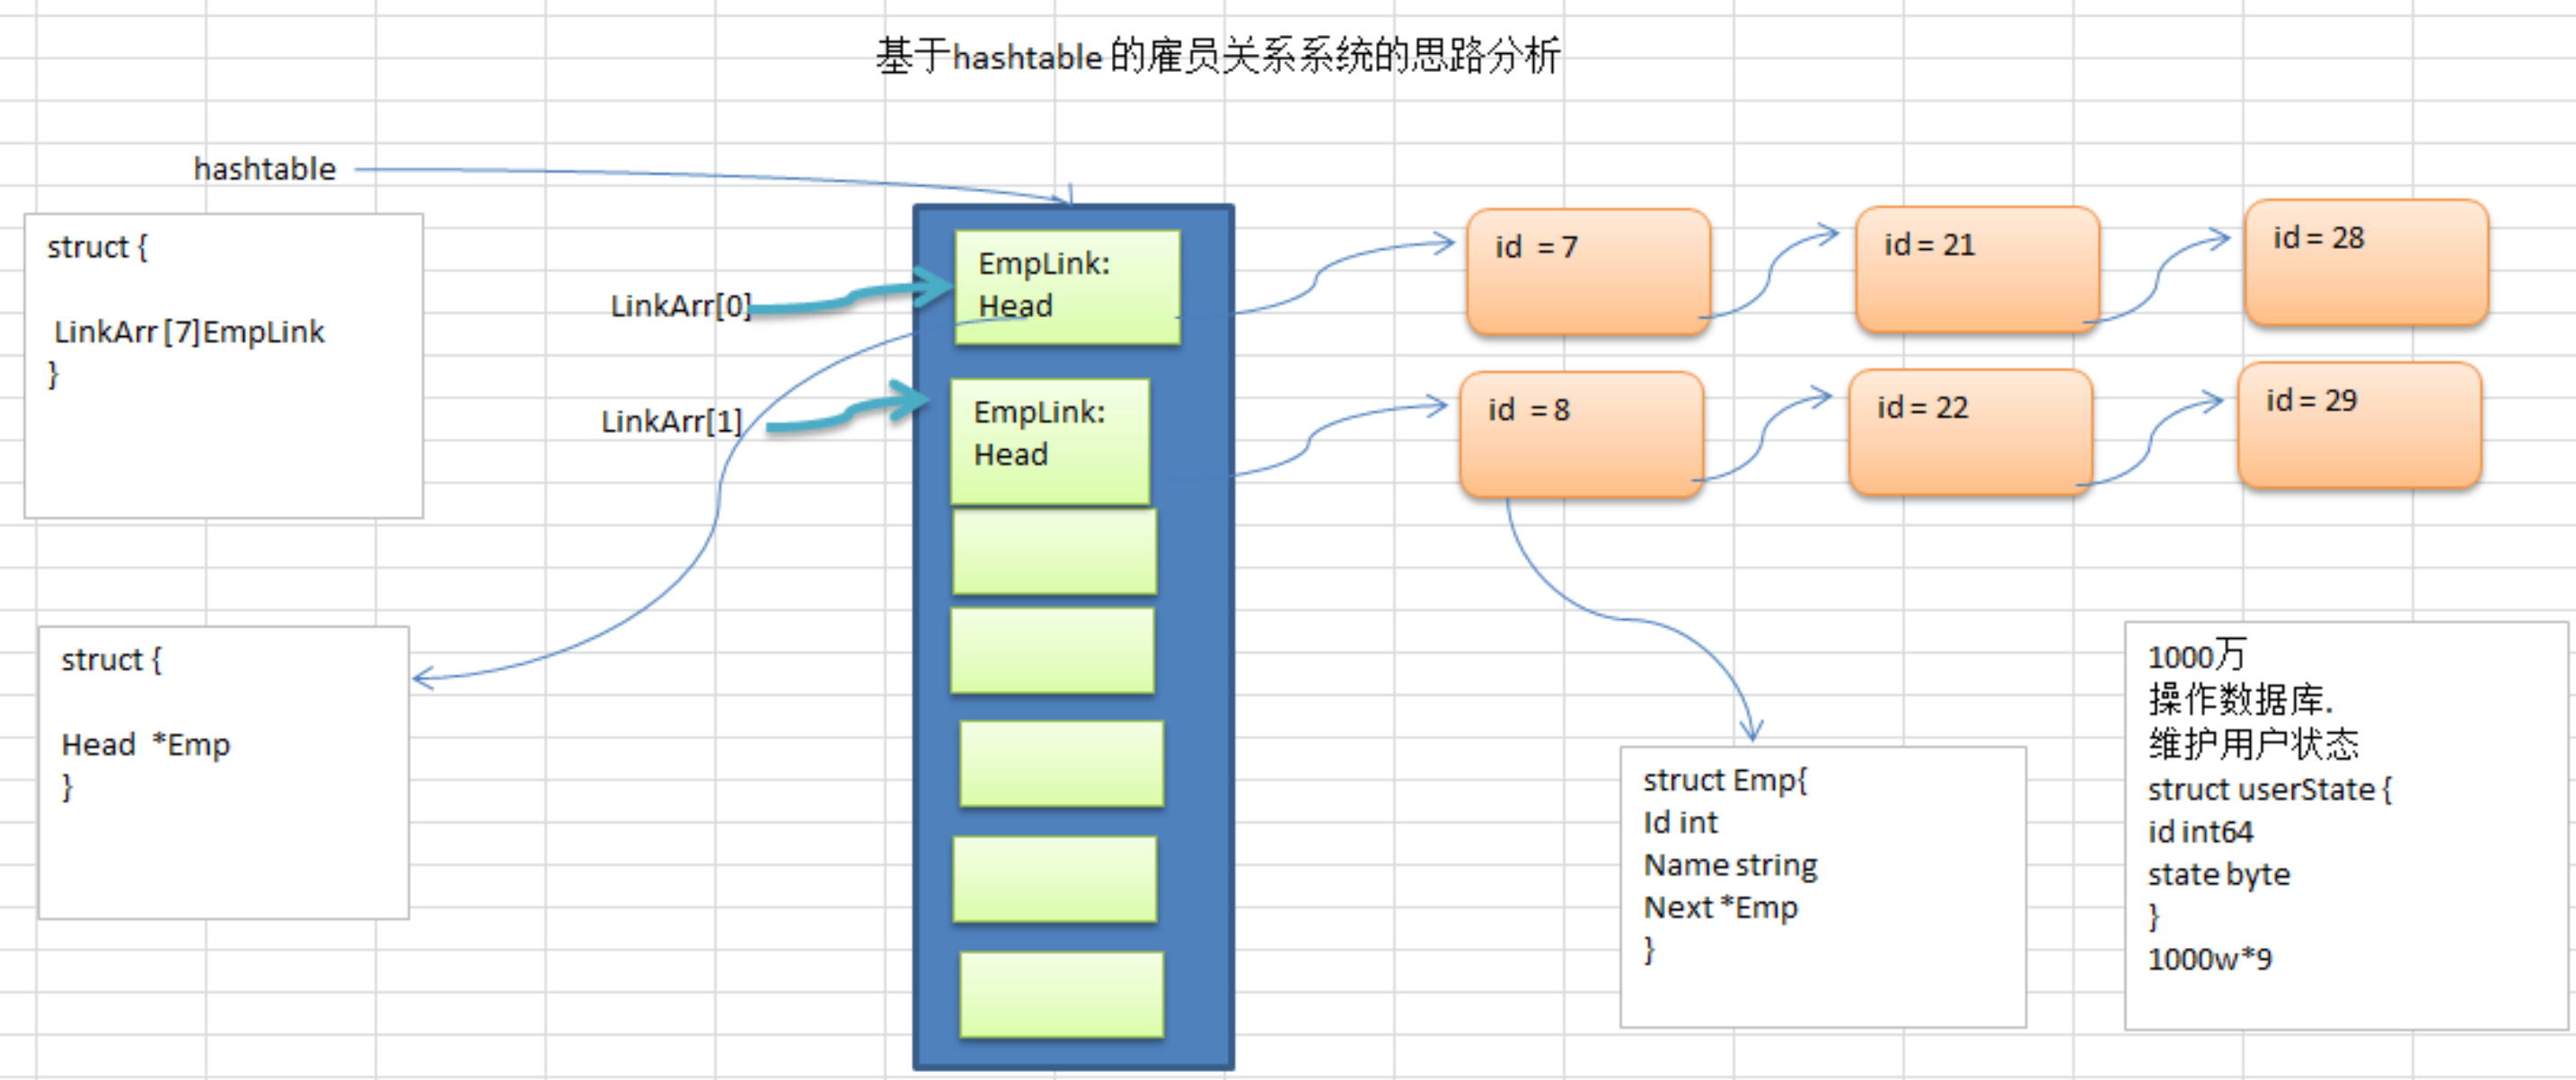 基于hashtable 的雇员关系系统的思路分析
hashtable
struct {
LinkArr [7]EmpLink
}
LinkArr[0]
LinkArr[1]
EmpLink:
Head
EmpLink:
Head
id = 7
id = 21
id = 28
id = 8
id = 22
id = 29
struct {
Head *Emp
}
struct Emp{
Id int
Name string
Next *Emp
}
1000万
操作数据库.
维护用户状态
struct userState {
id int64
state byte
}
1000w*9